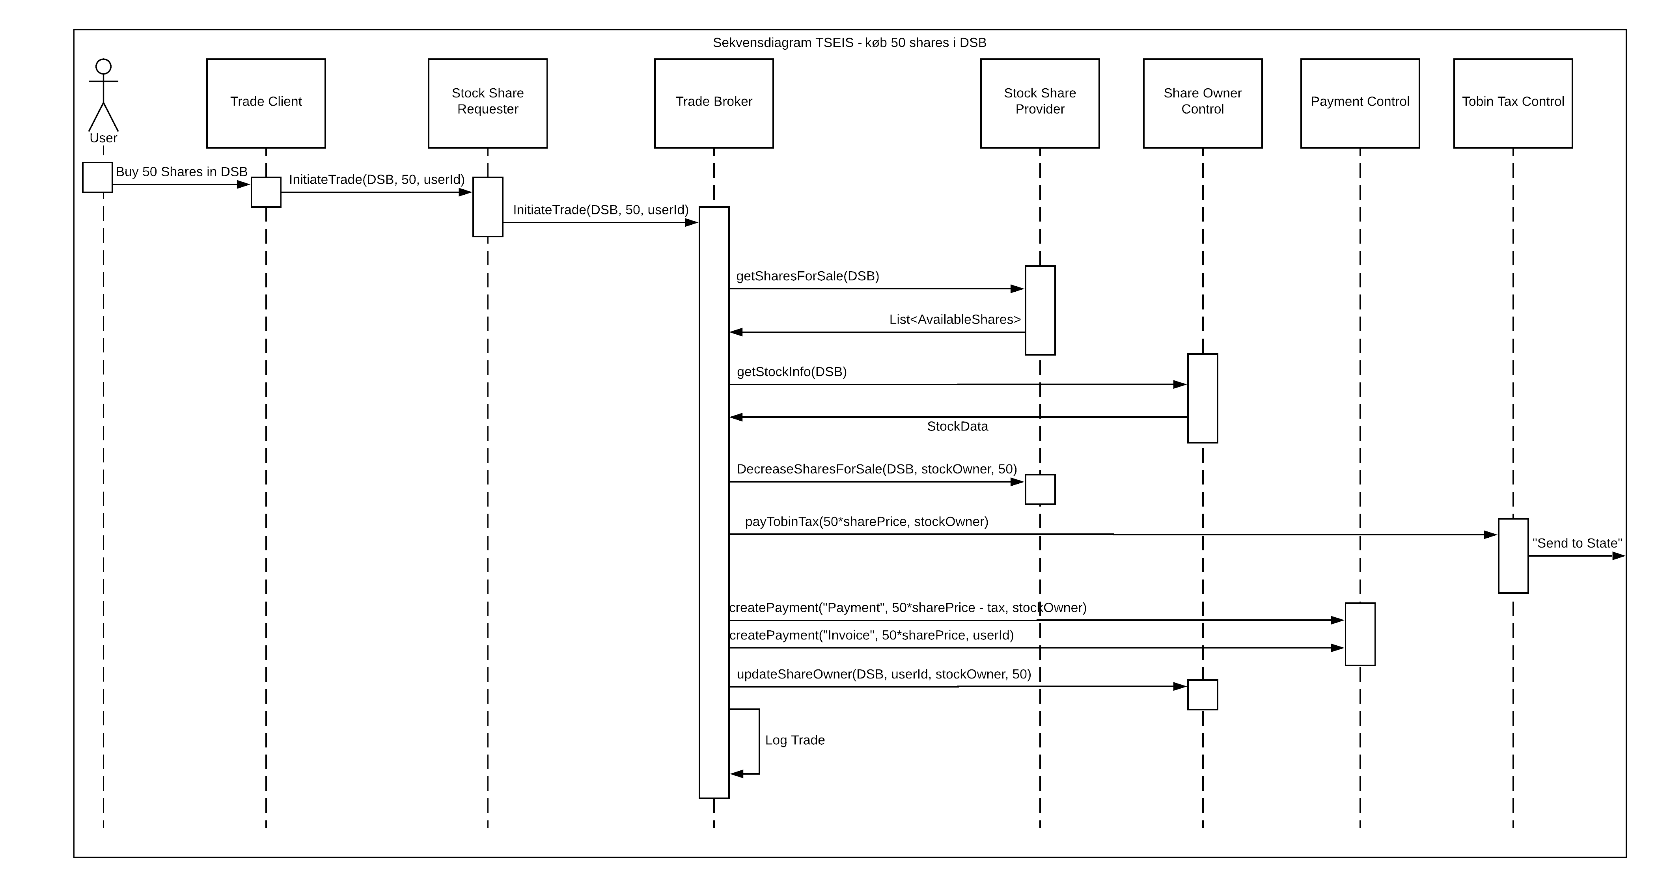 Sekvensdiagram TSEIS - køb 50 shares i DSB
User
Trade Client
Stock Share
Requester
Trade Broker
Stock Share
Provider
Share Owner
Control
Payment Control
Tobin Tax Control
Buy 50 Shares in DSB
InitiateTrade(DSB, 50, userId)
InitiateTrade(DSB, 50, userId)
getSharesForSale(DSB)
List<AvailableShares>
getStockInfo(DSB)
StockData
DecreaseSharesForSale(DSB, stockOwner, 50)
payTobinTax(50*sharePrice, stockOwner)
"Send to State"
createPayment("Payment", 50*sharePrice - tax, stockOwner)
createPayment("Invoice", 50*sharePrice, userId)
updateShareOwner(DSB, userId, stockOwner, 50)
Log Trade